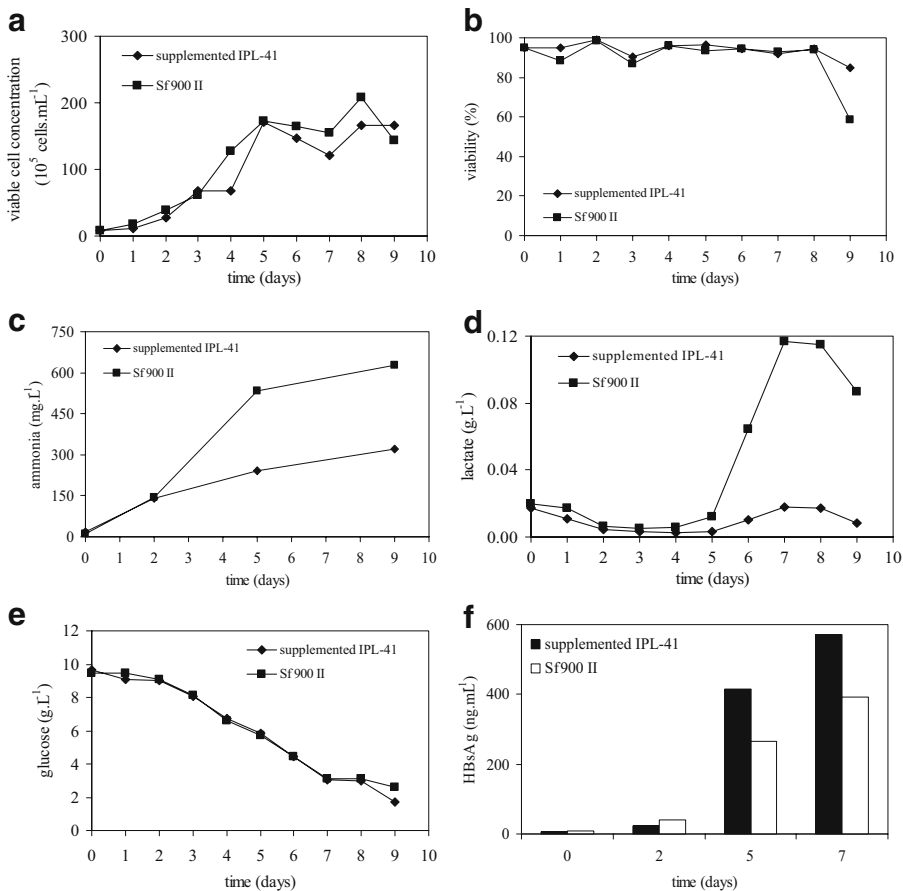 a
300
200
100
0
viable cell concentration
(10⁵ cells.mL⁻¹)
supplemented IPL-41
Sf900 II
0 1 2 3 4 5 6 7 8 9 10
time (days)
b
100
80
60
40
20
0
viability (%)
supplemented IPL-41
Sf900 II
0 1 2 3 4 5 6 7 8 9 10
time (days)
c
750
600
450
300
150
0
ammonia (mg.L⁻¹)
supplemented IPL-41
Sf900 II
0 1 2 3 4 5 6 7 8 9 10
time (days)
d
0.12
0.08
0.04
0.00
lactate (g.L⁻¹)
supplemented IPL-41
Sf900 II
0 1 2 3 4 5 6 7 8 9 10
time (days)
e
12
10
8
6
4
2
0
glucose (g.L⁻¹)
supplemented IPL-41
Sf900 II
0 1 2 3 4 5 6 7 8 9 10
time (days)
f
600
400
200
0
HBsAg (ng.mL⁻¹)
supplemented IPL-41
Sf900 II
0 2 5 7
time (days)